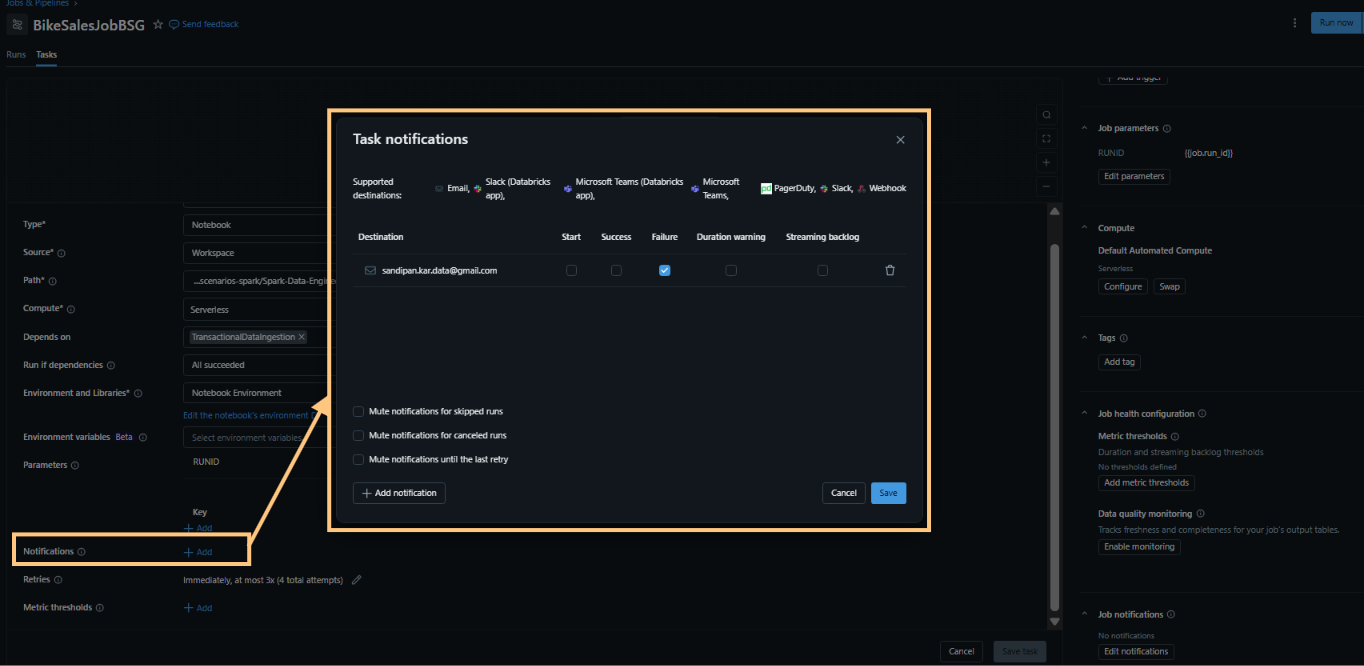 Jobs & Pipelines >
BikeSalesJobBSG Send feedback
Run now
Runs Tasks
Add trigger
Task notifications
Supported destinations: Email, Slack (Databricks app), Microsoft Teams (Databricks app), Microsoft Teams, PagerDuty, Slack, Webhook
Destination Start Success Failure Duration warning Streaming backlog
sandipan.kar.data@gmail.com
Mute notifications for skipped runs
Mute notifications for canceled runs
Mute notifications until the last retry
+ Add notification
Cancel Save
Type* Notebook
Source* Workspace
Path* ...scenarios-spark/Spark-Data-Engine
Compute* Serverless
Depends on TransactionalDataIngestion ×
Run if dependencies All succeeded
Environment and Libraries* Notebook Environment
Edit the notebook's environment
Environment variables Beta Select environment variables
Parameters RUNID
Key
+ Add
Notifications + Add
Retries Immediately, at most 3x (4 total attempts)
Metric thresholds + Add
Cancel Save task
Job parameters
RUNID {{job.run_id}}
Edit parameters
Compute
Default Automated Compute
Serverless
Configure Swap
Tags
Add tag
Job health configuration
Metric thresholds
Duration and streaming backlog thresholds
No thresholds defined
Add metric thresholds
Data quality monitoring
Tracks freshness and completeness for your job's output tables.
Enable monitoring
Job notifications
No notifications
Edit notifications